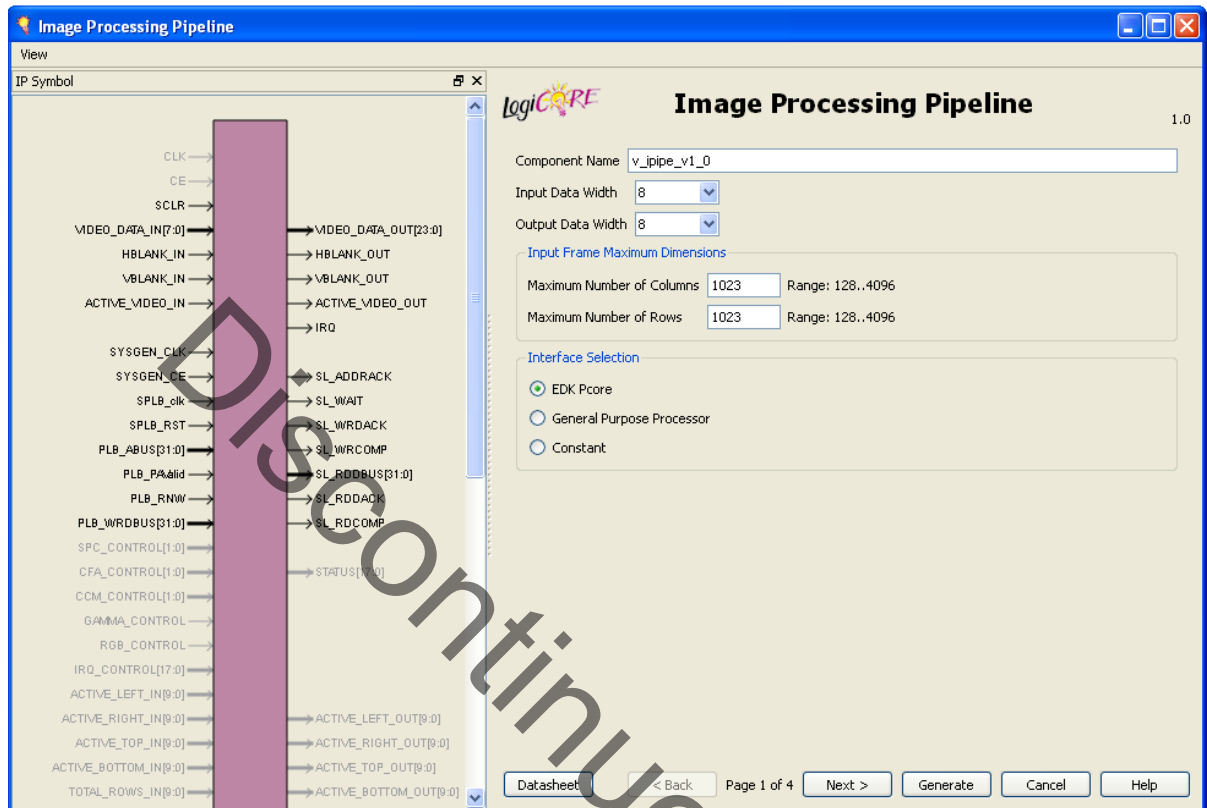 Image Processing Pipeline
View
IP Symbol
CLK
CE
SCLR
VIDEO_DATA_IN[7:0]
VIDEO_DATA_OUT[23:0]
HBLANK_IN
HBLANK_OUT
VBLANK_IN
VBLANK_OUT
ACTIVE_VIDEO_IN
ACTIVE_VIDEO_OUT
IRQ
SYSGEN_CLK
SYSGEN_CE
SL_ADDRACK
SPLB_clk
SL_WAIT
SPLB_RST
SL_WRDACK
PLB_ABUS[31:0]
SL_WRCOMP
PLB_PAValid
SL_RDDBUS[31:0]
PLB_RNW
SL_RDDACK
PLB_WRDBUS[31:0]
SL_RDCOMP
SPC_CONTROL[1:0]
CFA_CONTROL[1:0]
STATUS[17:0]
CCM_CONTROL[1:0]
GAMMA_CONTROL
RGB_CONTROL
IRQ_CONTROL[17:0]
ACTIVE_LEFT_IN[9:0]
ACTIVE_RIGHT_IN[9:0]
ACTIVE_LEFT_OUT[9:0]
ACTIVE_TOP_IN[9:0]
ACTIVE_RIGHT_OUT[9:0]
ACTIVE_BOTTOM_IN[9:0]
ACTIVE_TOP_OUT[9:0]
TOTAL_ROWS_IN[9:0]
ACTIVE_BOTTOM_OUT[9:0]
logiCORE
Image Processing Pipeline
1.0
Component Name v_ipipe_v1_0
Input Data Width 8
Output Data Width 8
Input Frame Maximum Dimensions
Maximum Number of Columns 1023 Range: 128..4096
Maximum Number of Rows 1023 Range: 128..4096
Interface Selection
EDK Pcore
General Purpose Processor
Constant
Datasheet < Back Page 1 of 4 Next > Generate Cancel Help
Discontinu